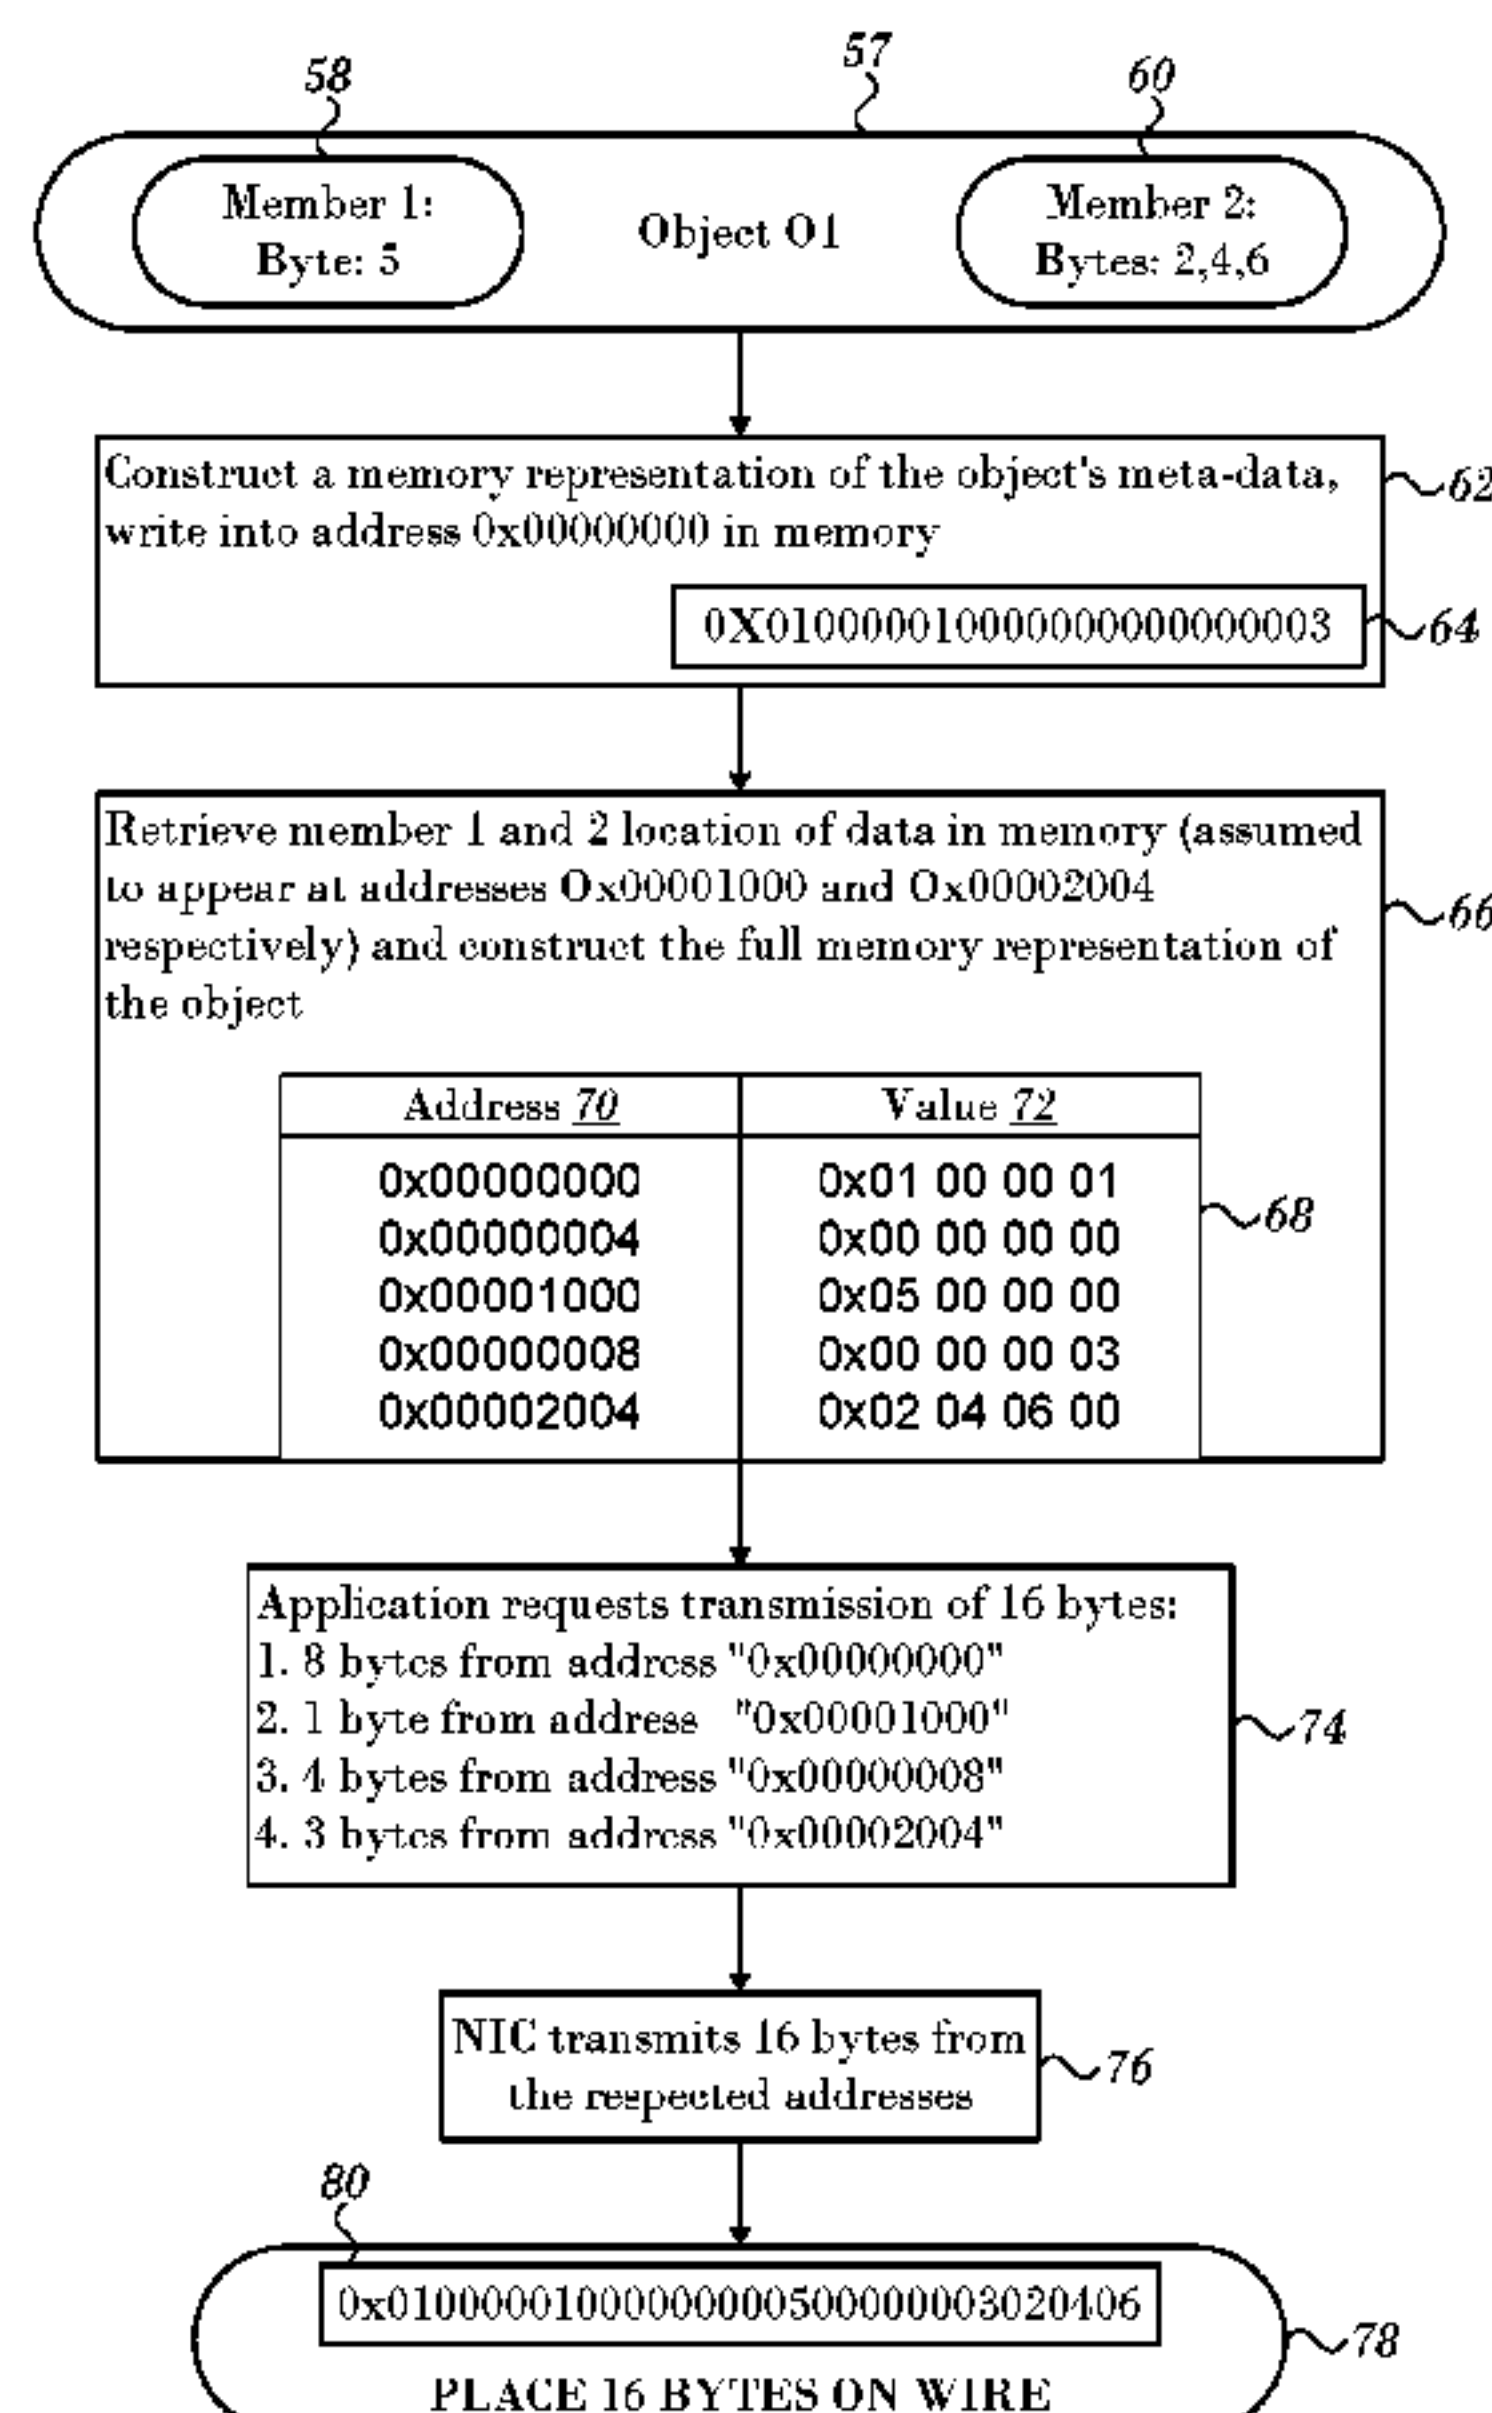 57
58
60
Member 1:
Byte: 5
Object O1
Member 2:
Bytes: 2,4,6
Construct a memory representation of the object's meta-data,
write into address 0x00000000 in memory
62
0X010000010000000000000003
64
Retrieve member 1 and 2 location of data in memory (assumed
to appear at addresses Ox00001000 and Ox00002004
respectively) and construct the full memory representation of
the object
66
Address 70 Value 72
0x00000000 0x01 00 00 01
0x00000004 0x00 00 00 00
0x00001000 0x05 00 00 00
0x00000008 0x00 00 00 03
0x00002004 0x02 04 06 00
68
Application requests transmission of 16 bytes:
1. 8 bytes from address "0x00000000"
2. 1 byte from address "0x00001000"
3. 4 bytes from address "0x00000008"
4. 3 bytes from address "0x00002004"
74
NIC transmits 16 bytes from
the respected addresses
76
80
0x01000001000000000500000003020406
78
PLACE 16 BYTES ON WIRE